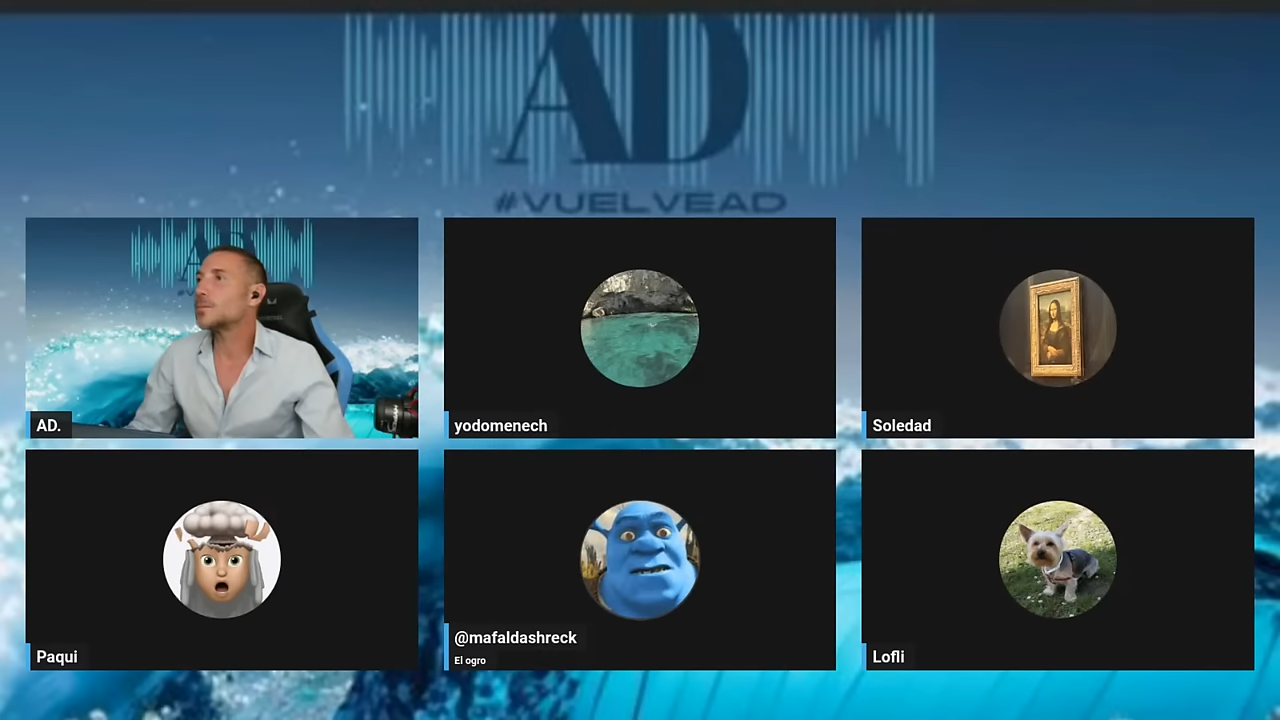 AD
#VUELVEAD
AD.
yodomenech
Soledad
Paqui
@mafaldashreck
El ogro
Lofli